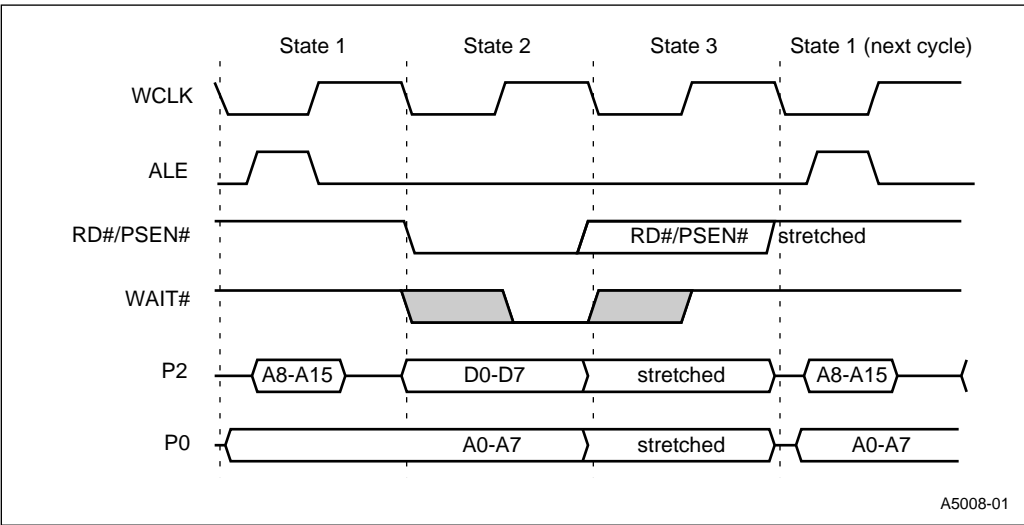 State 1 State 2 State 3 State 1 (next cycle)
WCLK
ALE
RD#/PSEN# RD#/PSEN# stretched
WAIT#
P2 A8-A15 D0-D7 stretched A8-A15
P0 A0-A7 stretched A0-A7
A5008-01